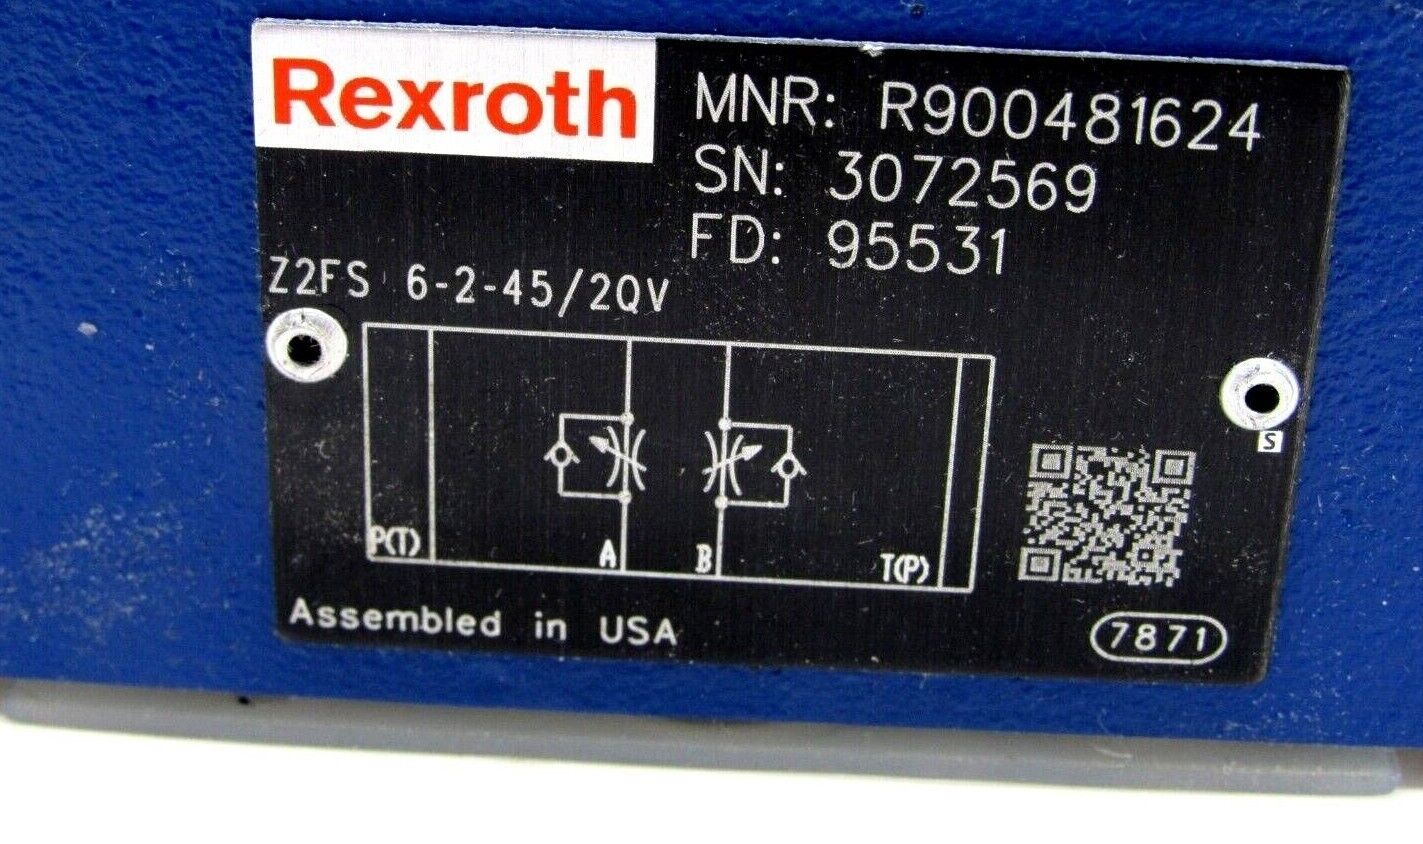 Rexroth
MNR: R900481624
SN: 3072569
FD: 95531
Z2FS 6-2-45/2QV
S
P(T) A B T(P)
Assembled in USA
7871